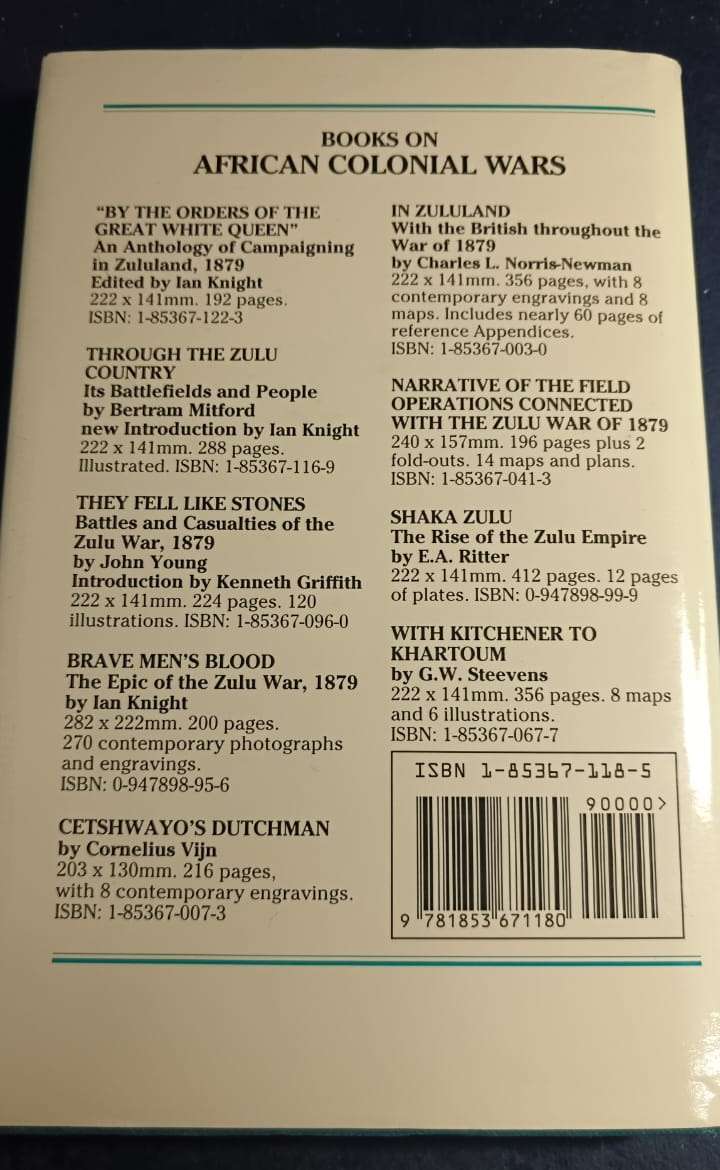 BOOKS ON
AFRICAN COLONIAL WARS
"BY THE ORDERS OF THE
GREAT WHITE QUEEN"
An Anthology of Campaigning
in Zululand, 1879
Edited by Ian Knight
222 x 141mm. 192 pages.
ISBN: 1-85367-122-3
THROUGH THE ZULU
COUNTRY
Its Battlefields and People
by Bertram Mitford
new Introduction by Ian Knight
222 x 141mm. 288 pages.
Illustrated. ISBN: 1-85367-116-9
THEY FELL LIKE STONES
Battles and Casualties of the
Zulu War, 1879
by John Young
Introduction by Kenneth Griffith
222 x 141mm. 224 pages. 120
illustrations. ISBN: 1-85367-096-0
BRAVE MEN'S BLOOD
The Epic of the Zulu War, 1879
by Ian Knight
282 x 222mm. 200 pages.
270 contemporary photographs
and engravings.
ISBN: 0-947898-95-6
CETSHWAYO'S DUTCHMAN
by Cornelius Vijn
203 x 130mm. 216 pages,
with 8 contemporary engravings.
ISBN: 1-85367-007-3
IN ZULULAND
With the British throughout the
War of 1879
by Charles L. Norris-Newman
222 x 141mm. 356 pages, with 8
contemporary engravings and 8
maps. Includes nearly 60 pages of
reference Appendices.
ISBN: 1-85367-003-0
NARRATIVE OF THE FIELD
OPERATIONS CONNECTED
WITH THE ZULU WAR OF 1879
240 x 157mm. 196 pages plus 2
fold-outs. 14 maps and plans.
ISBN: 1-85367-041-3
SHAKA ZULU
The Rise of the Zulu Empire
by E.A. Ritter
222 x 141mm. 412 pages. 12 pages
of plates. ISBN: 0-947898-99-9
WITH KITCHENER TO
KHARTOUM
by G.W. Steevens
222 x 141mm. 356 pages. 8 maps
and 6 illustrations.
ISBN: 1-85367-067-7
ISBN 1-85367-118-5
90000>
9 781853 671180